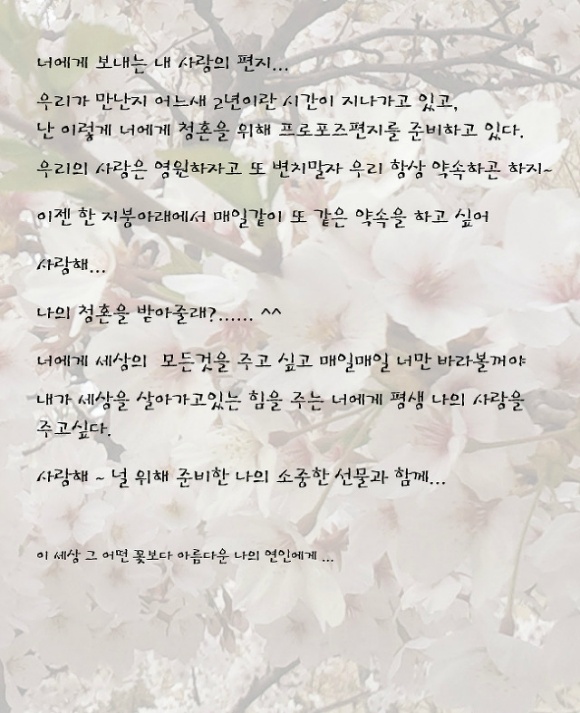 너에게 보내는 내 사랑의 편지...
우리가 만난지 어느새 2년이란 시간이 지나가고 있고,
난 이렇게 너에게 청혼을 위해 프로포즈편지를 준비하고 있다.
우리의 사랑은 영원하자고 또 변치말자 우리 항상 약속하곤 하지~
이젠 한 지붕아래에서 매일같이 또 같은 약속을 하고 싶어
사랑해...
나의 청혼을 받아줄래?...... ^^
너에게 세상의 모든것을 주고 싶고 매일매일 너만 바라볼꺼야
내가 세상을 살아가고있는 힘을 주는 너에게 평생 나의 사랑을
주고싶다.
사랑해 ~ 널 위해 준비한 나의 소중한 선물과 함께...
이 세상 그 어떤 꽃보다 아름다운 나의 연인에게 ...